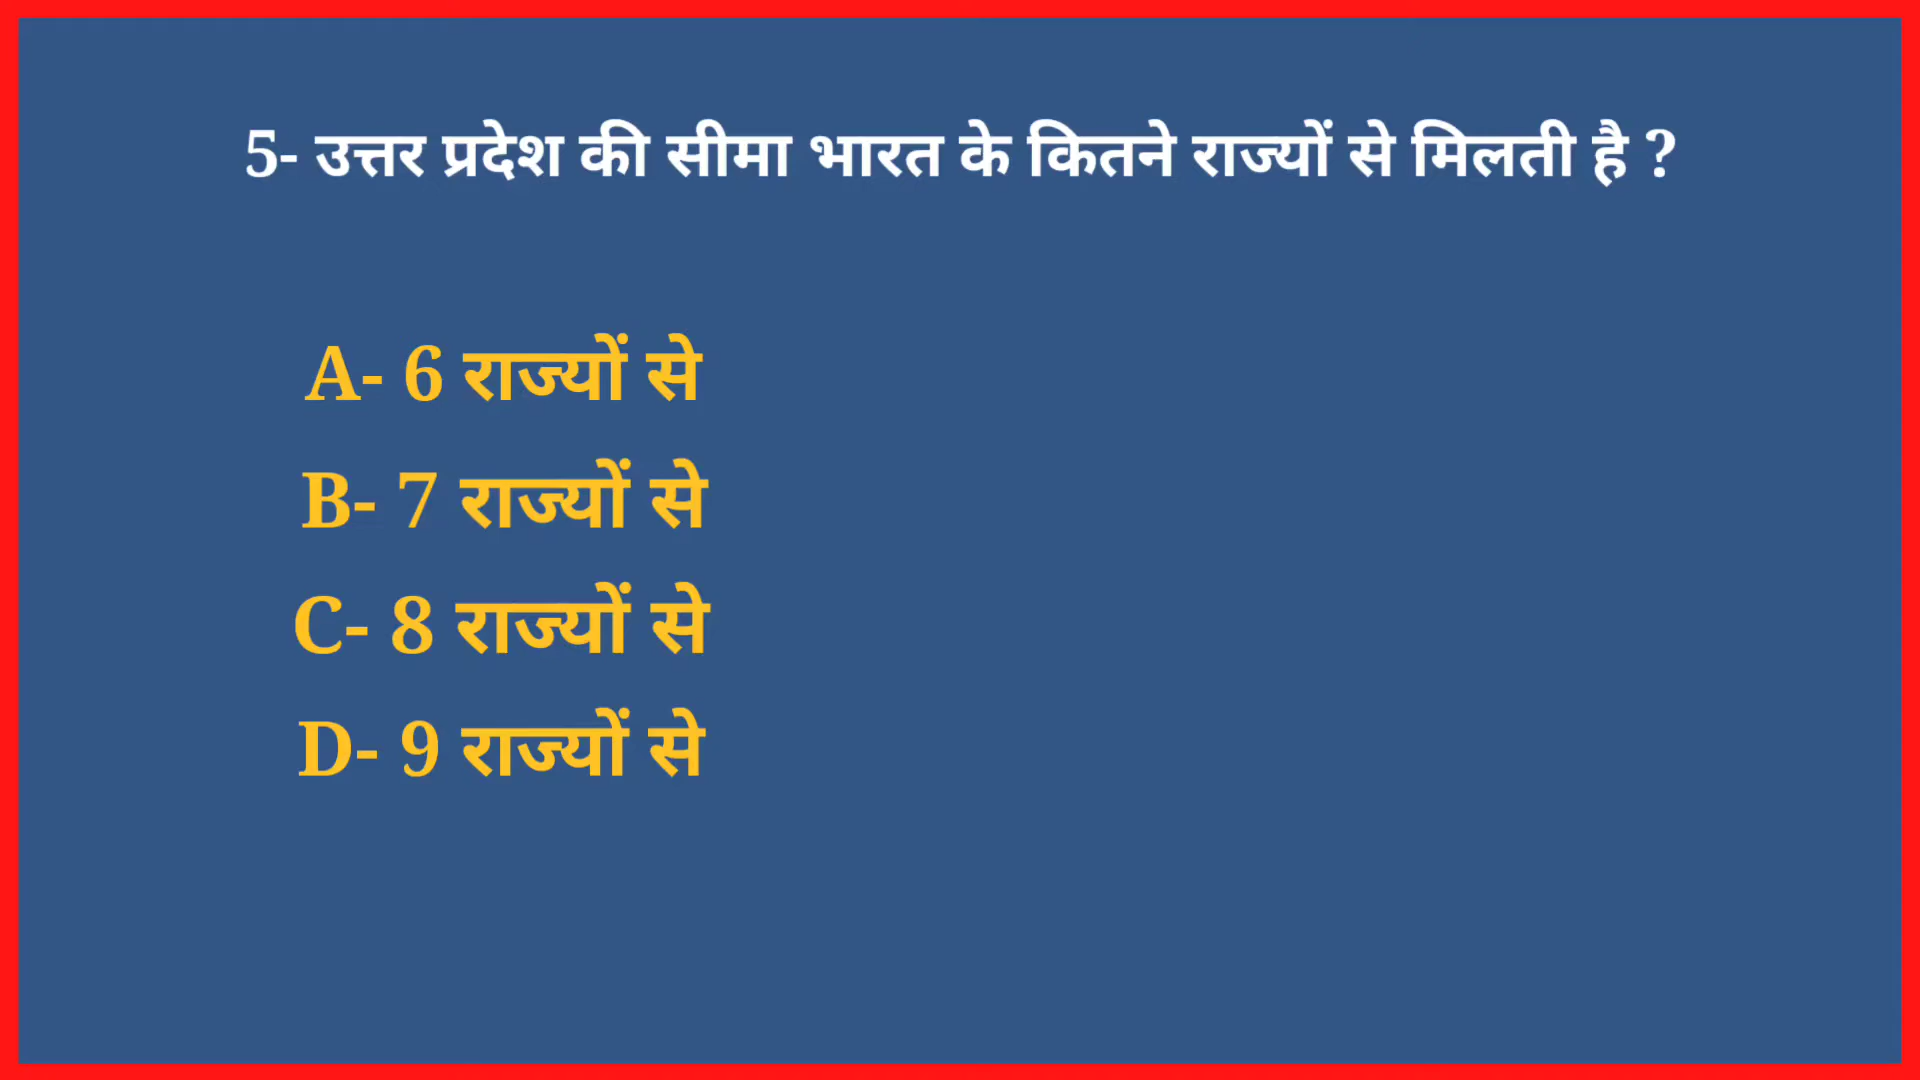 5- उत्तर प्रदेश की सीमा भारत के कितने राज्यों से मिलती है ?
A- 6 राज्यों से
B- 7 राज्यों से
C- 8 राज्यों से
D- 9 राज्यों से